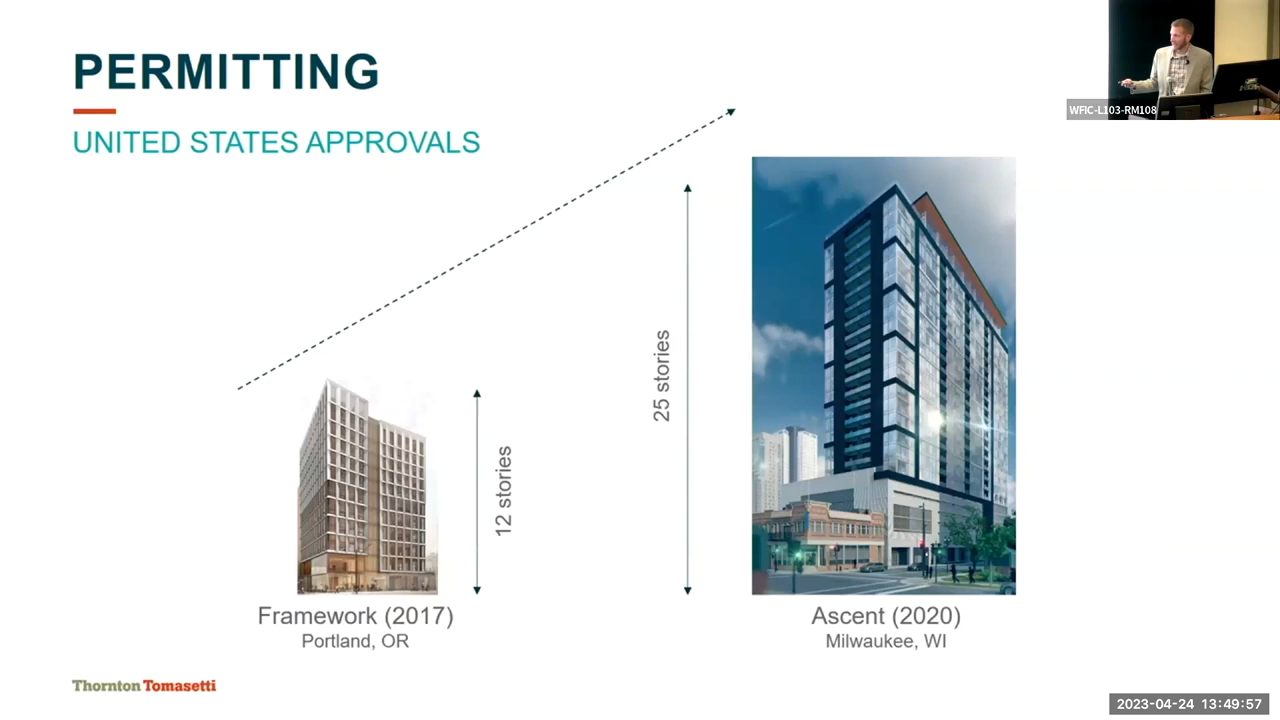 PERMITTING
UNITED STATES APPROVALS
WFIC-L103-RM108
25 stories
12 stories
Framework (2017)
Portland, OR
Ascent (2020)
Milwaukee, WI
Thornton Tomasetti
2023-04-24 13:49:57